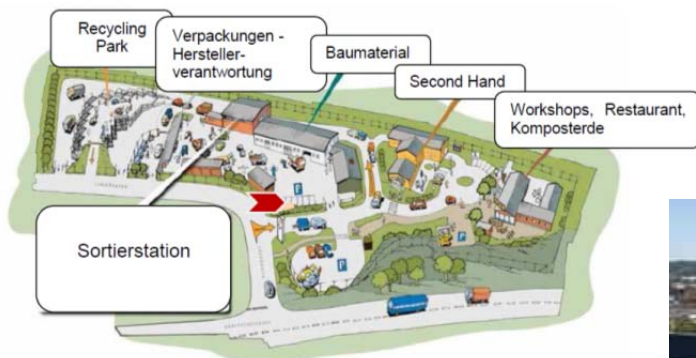 Recycling
Park
Verpackungen -
Hersteller-
verantwortung
Baumaterial
Second Hand
Workshops, Restaurant,
Komposterde
Sortierstation
P
P
P